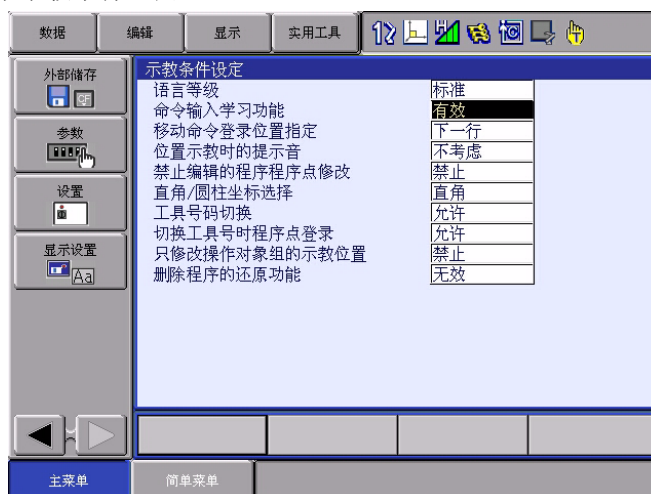 数据 编辑 显示 实用工具
外部储存
CF
参数
设置
显示设置
Aa
示教条件设定
语言等级 标准
命令输入学习功能 有效
移动命令登录位置指定 下一行
位置示教时的提示音 不考虑
禁止编辑的程序程序点修改 禁止
直角/圆柱坐标选择 直角
工具号码切换 允许
切换工具号时程序点登录 允许
只修改操作对象组的示教位置 禁止
删除程序的还原功能 无效
主菜单 简单菜单